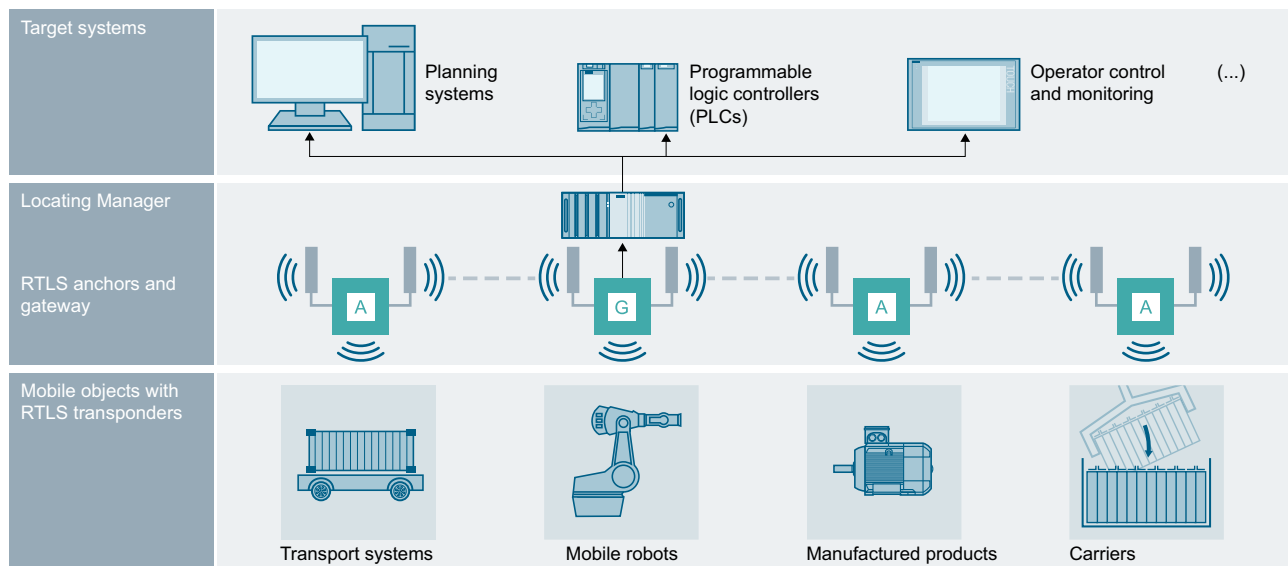 Target systems
Planning
systems
Programmable
logic controllers
(PLCs)
Operator control
and monitoring
(...)
Locating Manager
RTLS anchors and
gateway
A
G
A
A
Mobile objects with
RTLS transponders
Transport systems
Mobile robots
Manufactured products
Carriers